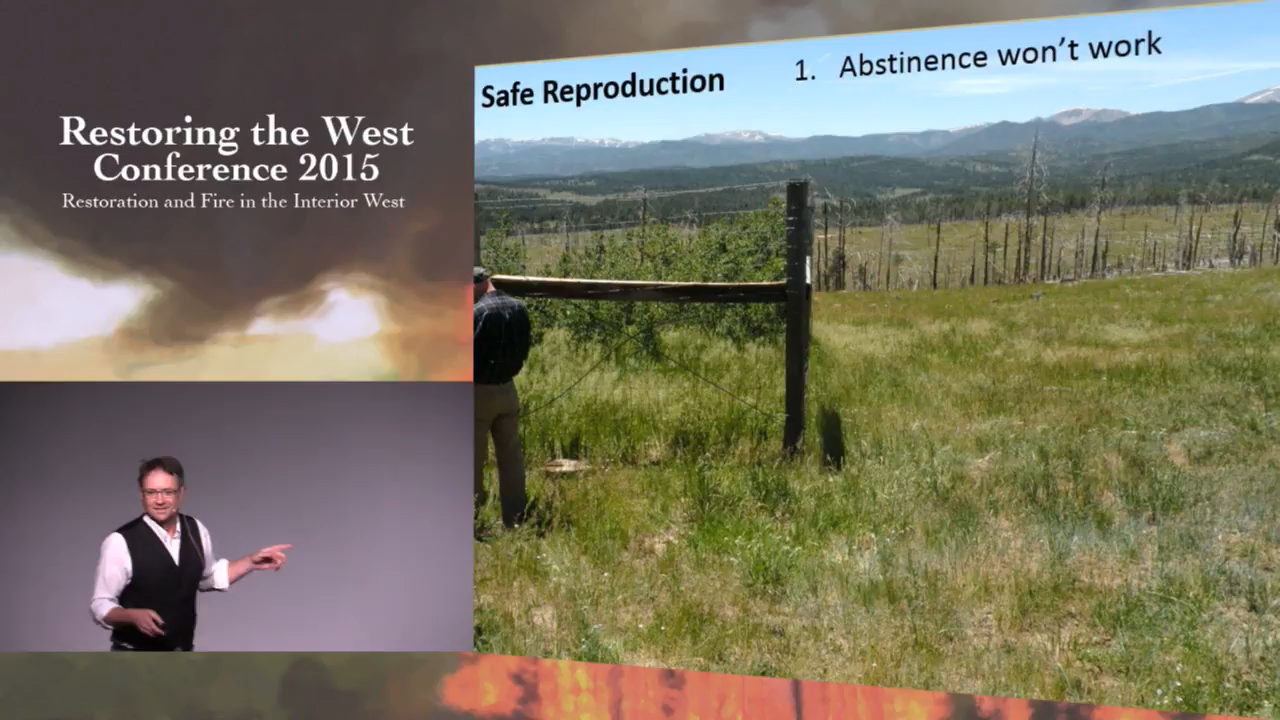 Restoring the West
Conference 2015
Restoration and Fire in the Interior West
Safe Reproduction
1. Abstinence won't work